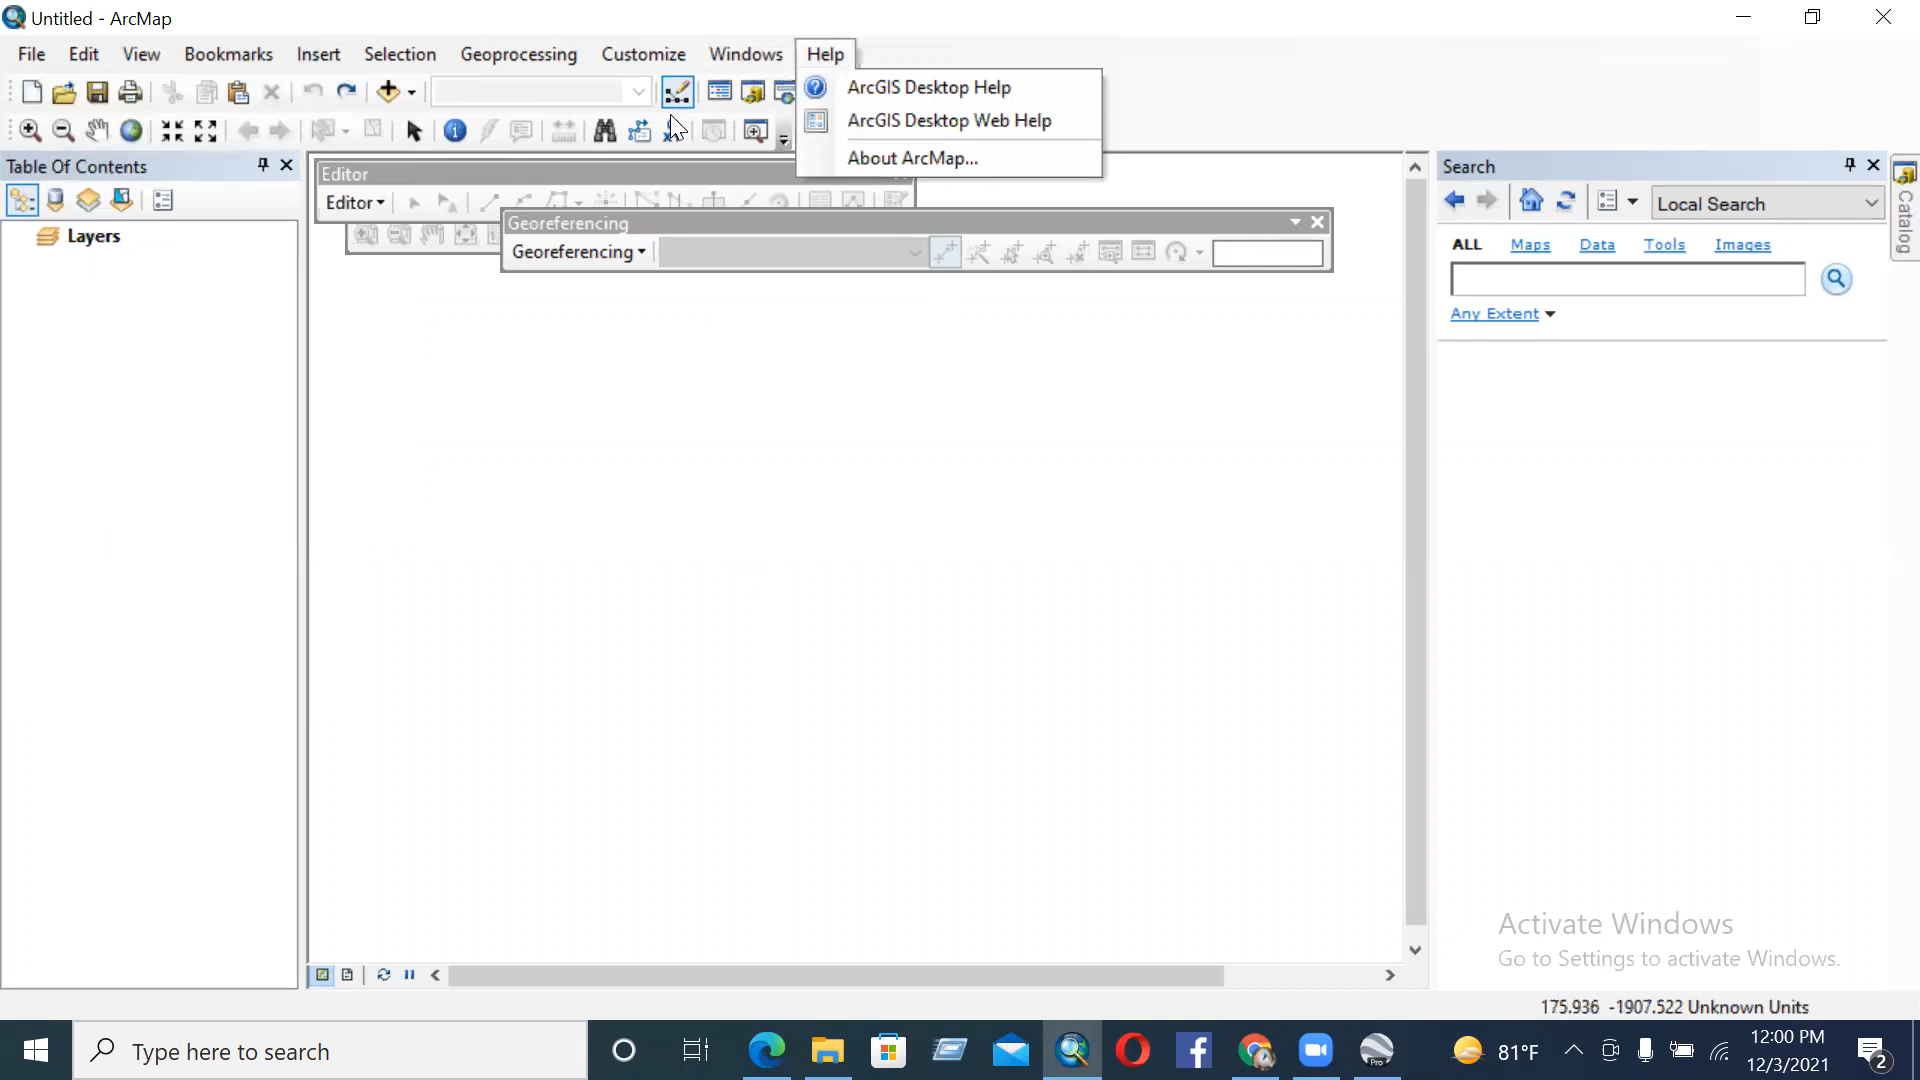 Untitled - ArcMap
File Edit View Bookmarks Insert Selection Geoprocessing Customize Windows Help
ArcGIS Desktop Help
ArcGIS Desktop Web Help
About ArcMap...
Table Of Contents
Layers
Editor
Editor
Georeferencing
Georeferencing
Search
Local Search
ALL Maps Data Tools Images
Any Extent
Catalog
Activate Windows
Go to Settings to activate Windows.
175.936 -1907.522 Unknown Units
Type here to search
Pro
81°F
12:00 PM
12/3/2021
2